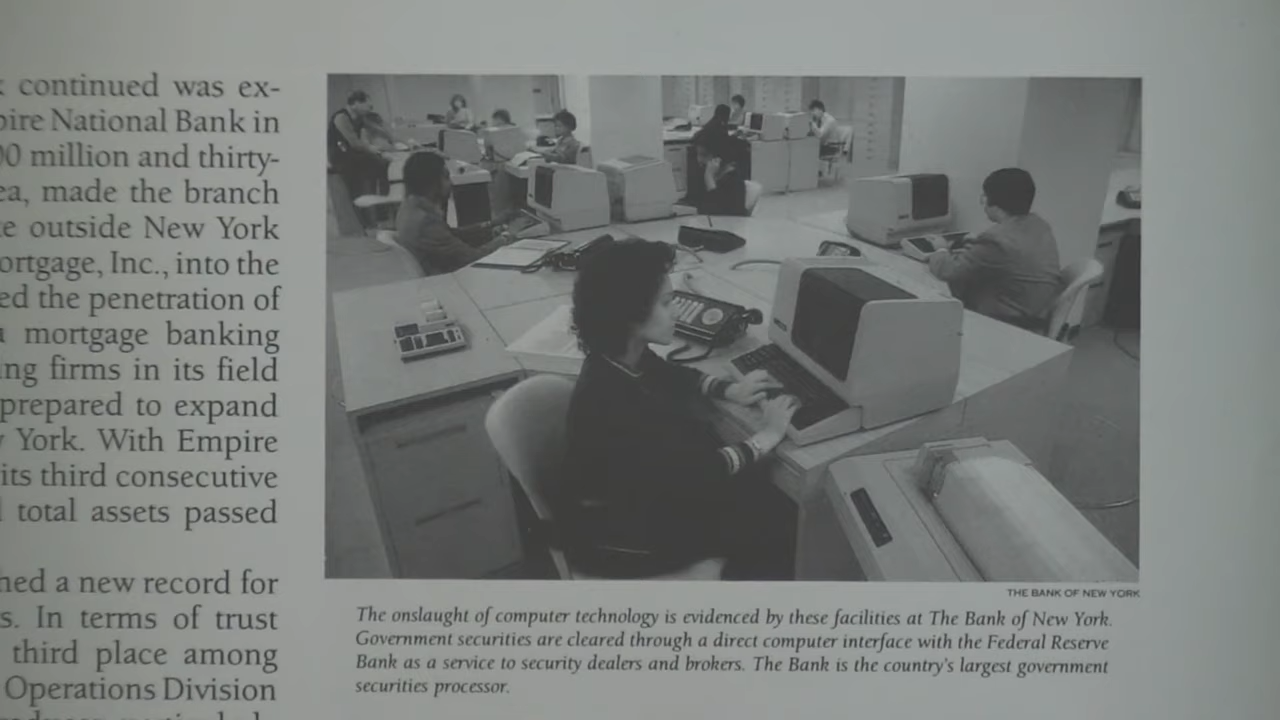 continued was ex-
pire National Bank in
00 million and thirty-
ea, made the branch
e outside New York
ortgage, Inc., into the
ed the penetration of
a mortgage banking
ng firms in its field
prepared to expand
York. With Empire
its third consecutive
total assets passed
hed a new record for
s. In terms of trust
third place among
Operations Division
THE BANK OF NEW YORK
The onslaught of computer technology is evidenced by these facilities at The Bank of New York.
Government securities are cleared through a direct computer interface with the Federal Reserve
Bank as a service to security dealers and brokers. The Bank is the country's largest government
securities processor.